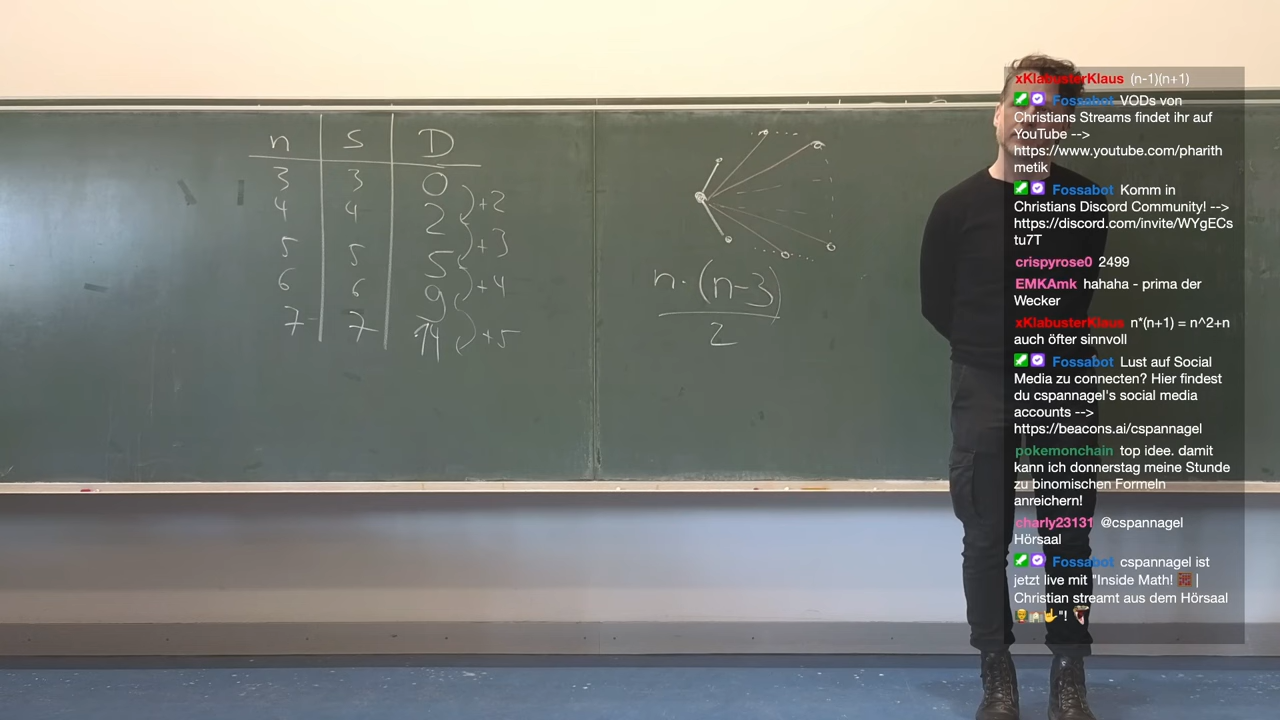 n S D
3 3 0
+2
4 4 2
+3
5 5 5
+4
6 6 9
+5
7 7 14
n·(n-3)
2
xKlabusterKlaus (n-1)(n+1)
Fossabot VODs von
Christians Streams findet ihr auf
YouTube -->
https://www.youtube.com/pharith
metik
Fossabot Komm in
Christians Discord Community! -->
https://discord.com/invite/WYgECs
tu7T
crispyrose0 2499
EMKAmk hahaha - prima der
Wecker
xKlabusterKlaus n*(n+1) = n^2+n
auch öfter sinnvoll
Fossabot Lust auf Social
Media zu connecten? Hier findest
du cspannagel's social media
accounts -->
https://beacons.ai/cspannagel
pokemonchain top idee. damit
kann ich donnerstag meine Stunde
zu binomischen Formeln
anreichern!
charly23131 @cspannagel
Hörsaal
Fossabot cspannagel ist
jetzt live mit "Inside Math! 🧮 |
Christian streamt aus dem Hörsaal
👨‍🏫🏫🤟"!